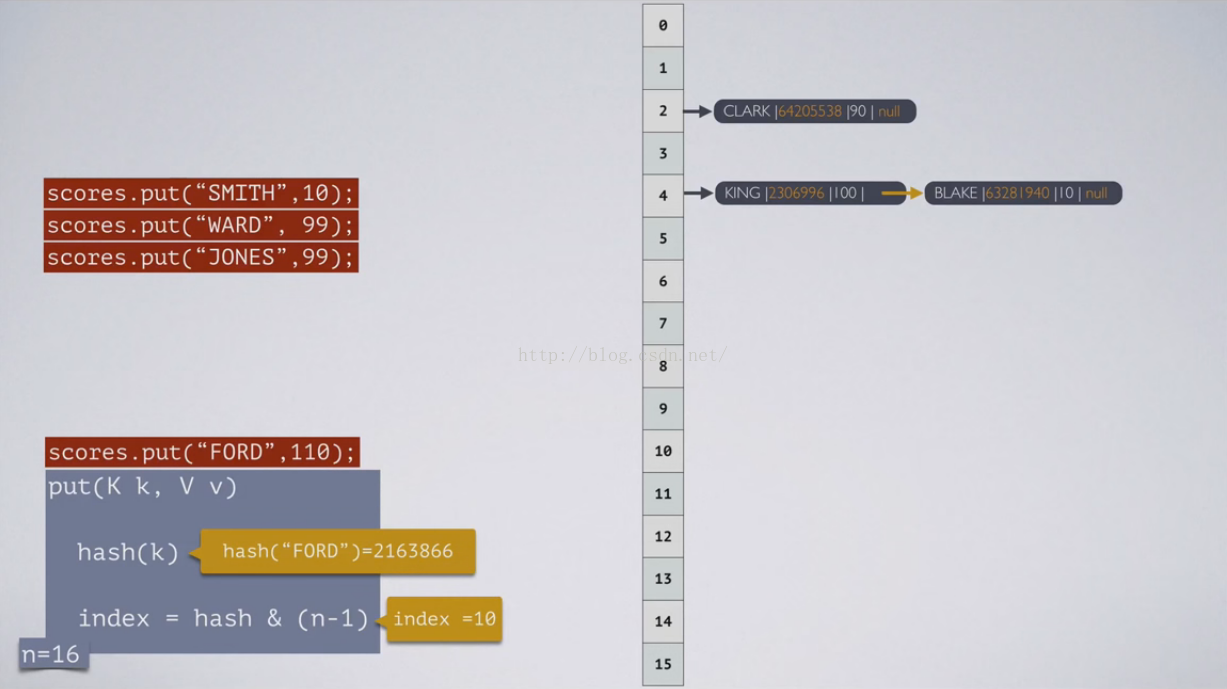 scores.put(“SMITH”,10);
scores.put(“WARD”, 99);
scores.put(“JONES”,99);
scores.put(“FORD”,110);
put(K k, V v)
hash(k)
hash(“FORD”)=2163866
index = hash & (n-1)
index =10
n=16
0
1
2
CLARK |64205538 |90 | null
3
4
KING |2306996 |100 |
BLAKE |63281940 |10 | null
5
6
7
http://blog.csdn.net/
8
9
10
11
12
13
14
15